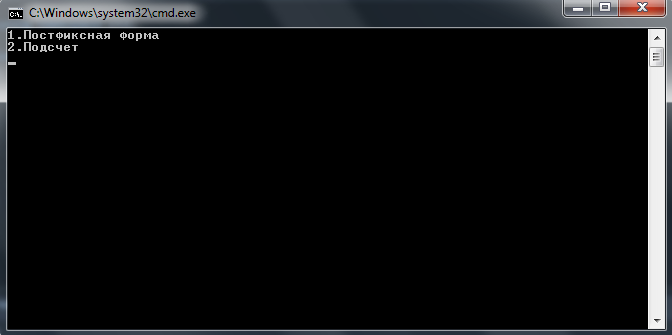 C:\Windows\system32\cmd.exe
1.Постфиксная форма
2.Подсчет